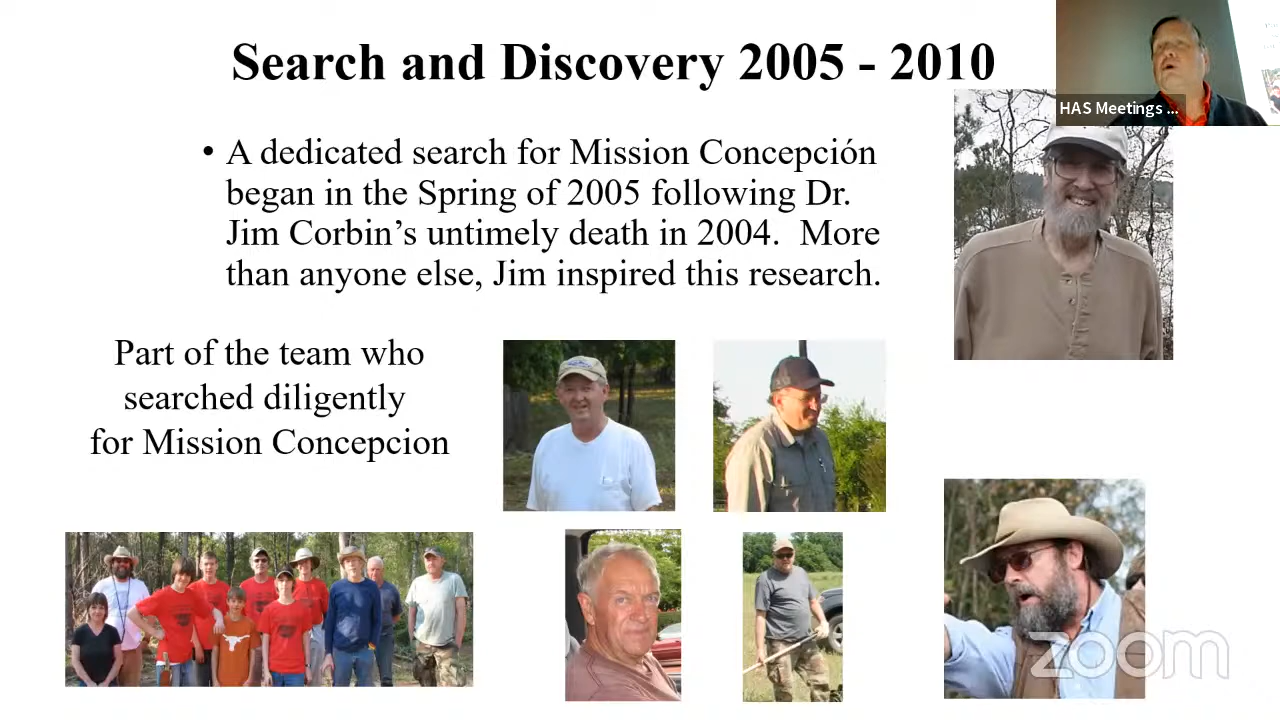 Search and Discovery 2005 - 2010
HAS Meetings ...
• A dedicated search for Mission Concepción
began in the Spring of 2005 following Dr.
Jim Corbin’s untimely death in 2004.  More
than anyone else, Jim inspired this research.
Part of the team who
searched diligently
for Mission Concepcion
zoom